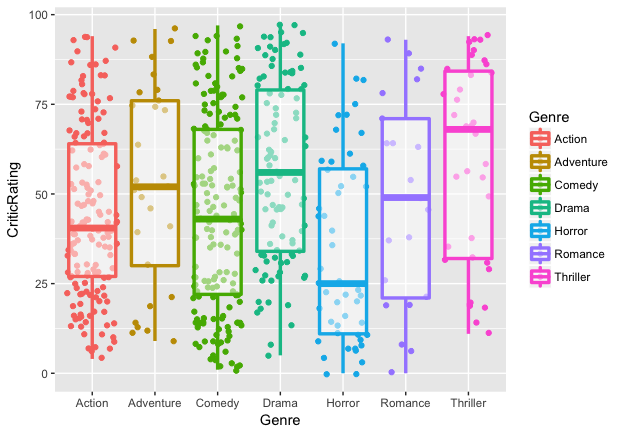 100
75
50
25
0
CriticRating
Action Adventure Comedy Drama Horror Romance Thriller
Genre
Genre
Action
Adventure
Comedy
Drama
Horror
Romance
Thriller